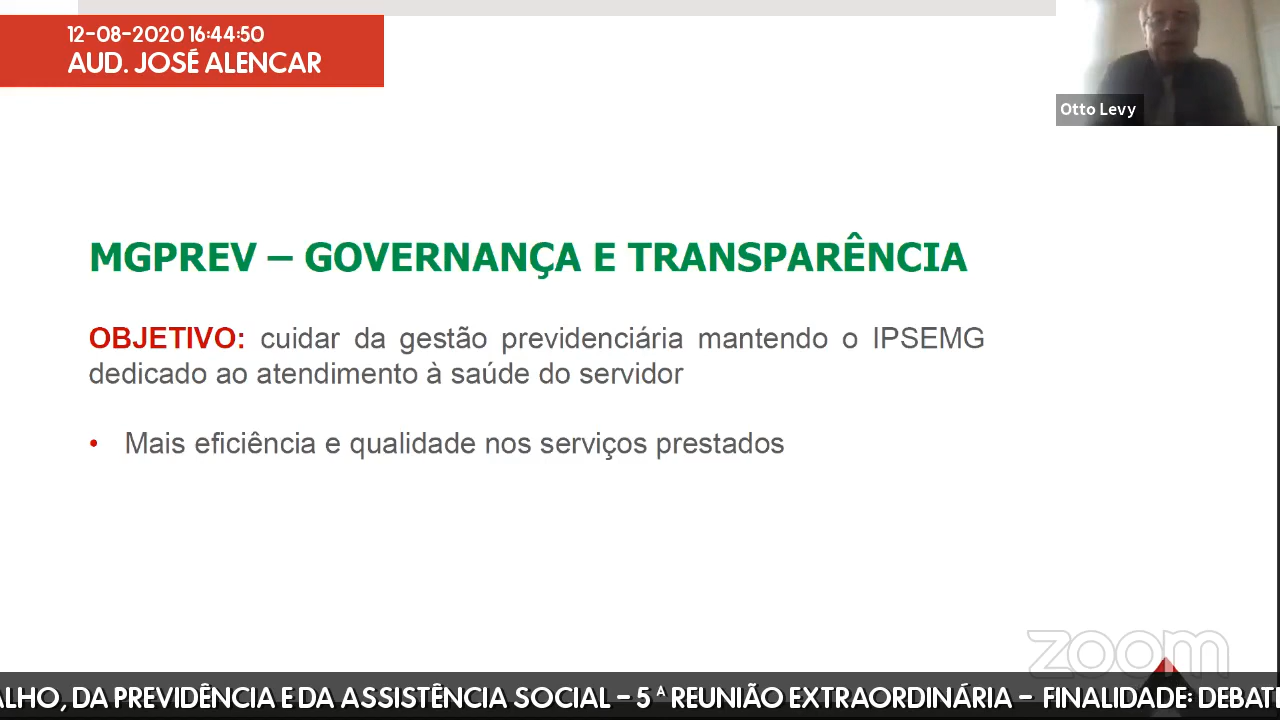 12-08-2020 16:44:50
AUD. JOSÉ ALENCAR
Otto Levy
MGPREV – GOVERNANÇA E TRANSPARÊNCIA
OBJETIVO: cuidar da gestão previdenciária mantendo o IPSEMG
dedicado ao atendimento à saúde do servidor
• Mais eficiência e qualidade nos serviços prestados
zoom
ALHO, DA PREVIDÊNCIA E DA ASSISTÊNCIA SOCIAL – 5 ª REUNIÃO EXTRAORDINÁRIA – FINALIDADE: DEBATE